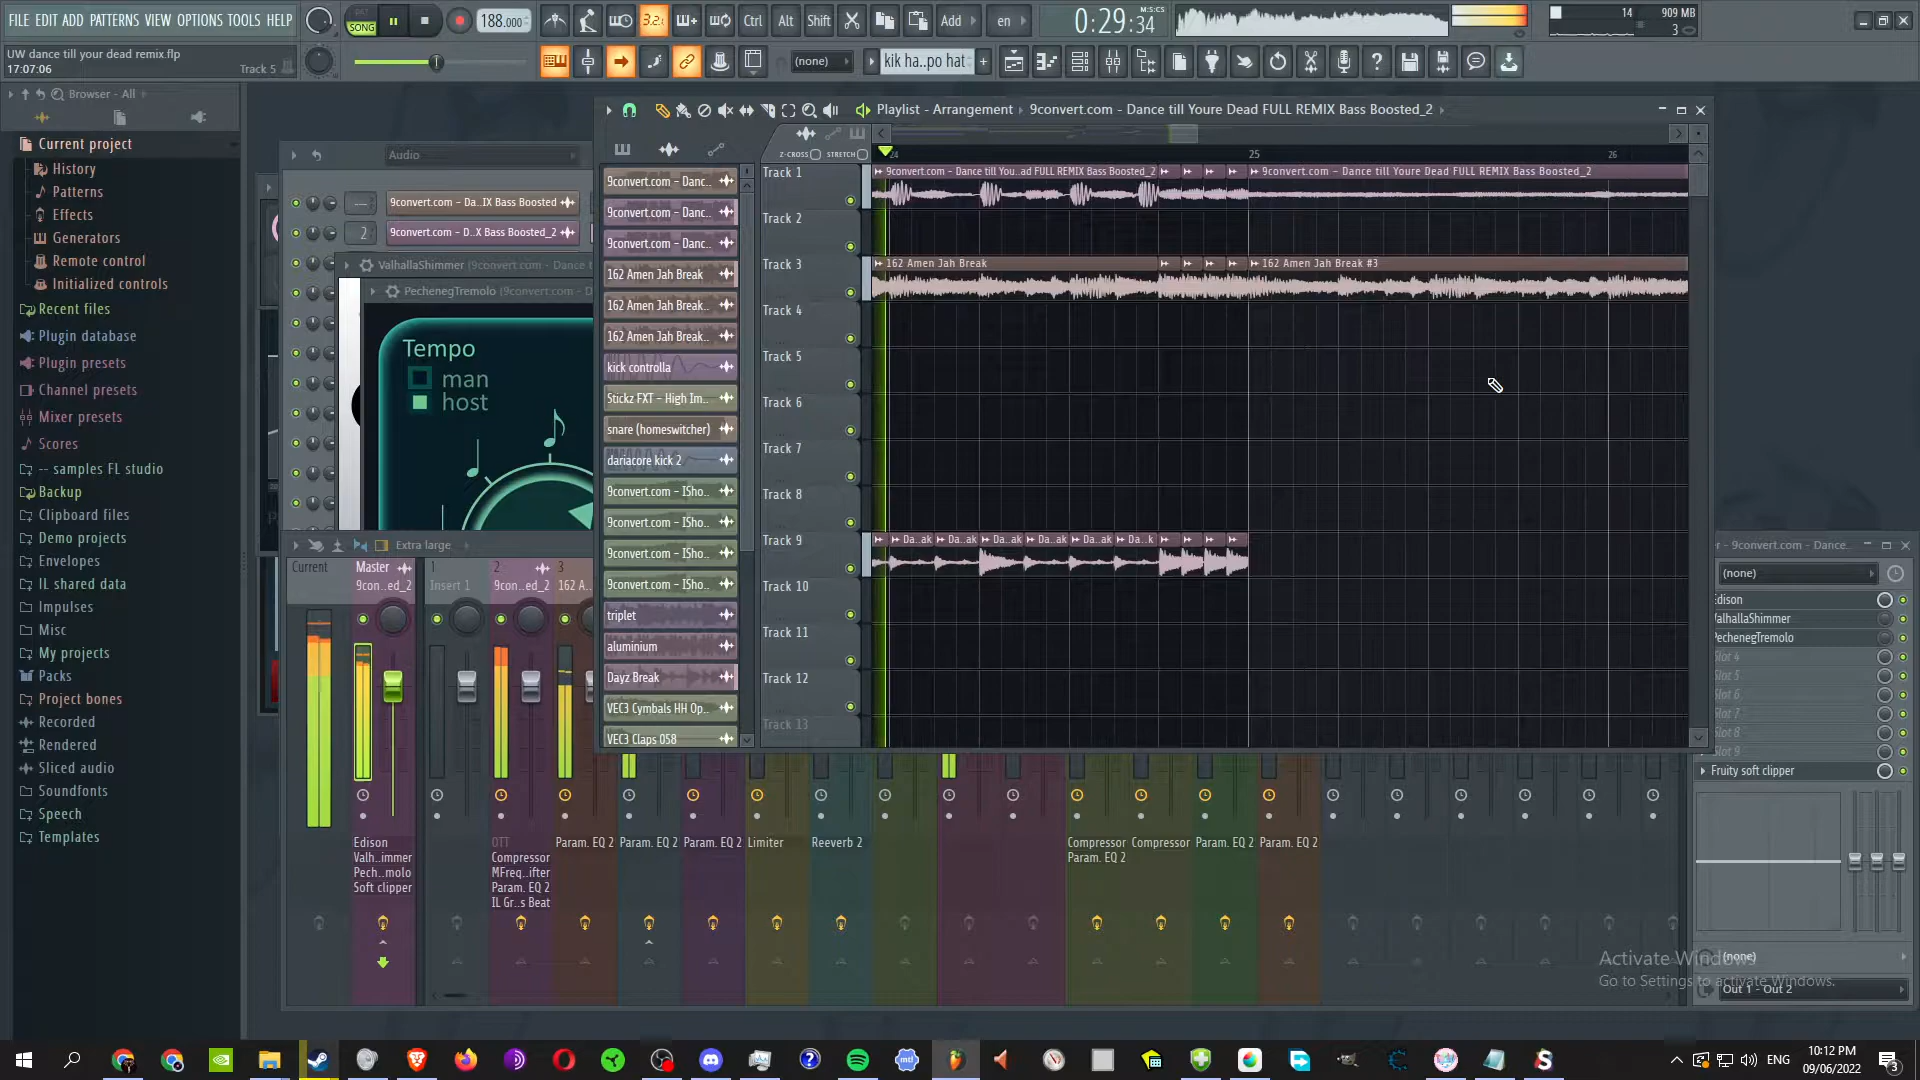 FILE EDIT ADD PATTERNS VIEW OPTIONS TOOLS HELP
PAT
SONG
188.000
3.2.
Ctrl
Alt
Shift
Add
en
0:29:34
M:S:CS
14
909 MB
3
UW dance till your dead remix.flp
17:07:06
Track 5
(none)
kik ha..po hat
Browser - All
Current project
History
Patterns
Effects
Generators
Remote control
Initialized controls
Recent files
Plugin database
Plugin presets
Channel presets
Mixer presets
Scores
-- samples FL studio
Backup
Clipboard files
Demo projects
Envelopes
IL shared data
Impulses
Misc
My projects
Packs
Project bones
Recorded
Rendered
Sliced audio
Soundfonts
Speech
Templates
Audio
9convert.com - Da..IX Bass Boosted
2
9convert.com - D..X Bass Boosted_2
ValhallaShimmer (9convert.com - Dance t
PechenegTremolo (9convert.com - D
Tempo
man
host
Playlist - Arrangement
9convert.com - Dance till Youre Dead FULL REMIX Bass Boosted_2
Z-CROSS
STRETCH
24
25
26
9convert.com - Danc..
9convert.com - Danc..
9convert.com - Danc..
162 Amen Jah Break
162 Amen Jah Break..
162 Amen Jah Break..
kick controlla
Stickz FXT - High Im..
snare (homeswitcher)
dariacore kick 2
9convert.com - ISho..
9convert.com - ISho..
9convert.com - ISho..
9convert.com - ISho..
triplet
aluminium
Dayz Break
VEC3 Cymbals HH Op..
VEC3 Claps 058
Track 1
9convert.com - Dance till You..ad FULL REMIX Bass Boosted_2
9convert.com - Dance till Youre Dead FULL REMIX Bass Boosted_2
Track 2
Track 3
162 Amen Jah Break
162 Amen Jah Break #3
Track 4
Track 5
Track 6
Track 7
Track 8
Track 9
Da..ak
Da..ak
Da..ak
Da..ak
Da..ak
Da..k
Track 10
Track 11
Track 12
Track 13
Extra large
Current
Master
9con..ed_2
1
Insert 1
2
9con..ed_2
3
162 A..
Edison
Valh..immer
Pech..molo
Soft clipper
OTT
Compressor
MFreq..ifter
Param. EQ 2
IL Gr..s Beat
Param. EQ 2
Param. EQ 2
Param. EQ 2
Limiter
Reeverb 2
Compressor
Param. EQ 2
Compressor
Param. EQ 2
Param. EQ 2
r - 9convert.com - Dance..
(none)
Edison
ValhallaShimmer
PechenegTremolo
Slot 4
Slot 5
Slot 6
Slot 7
Slot 8
Slot 9
Fruity soft clipper
(none)
Out 1 - Out 2
Activate Windows
Go to Settings to activate Windows.
ENG
10:12 PM
09/06/2022
3